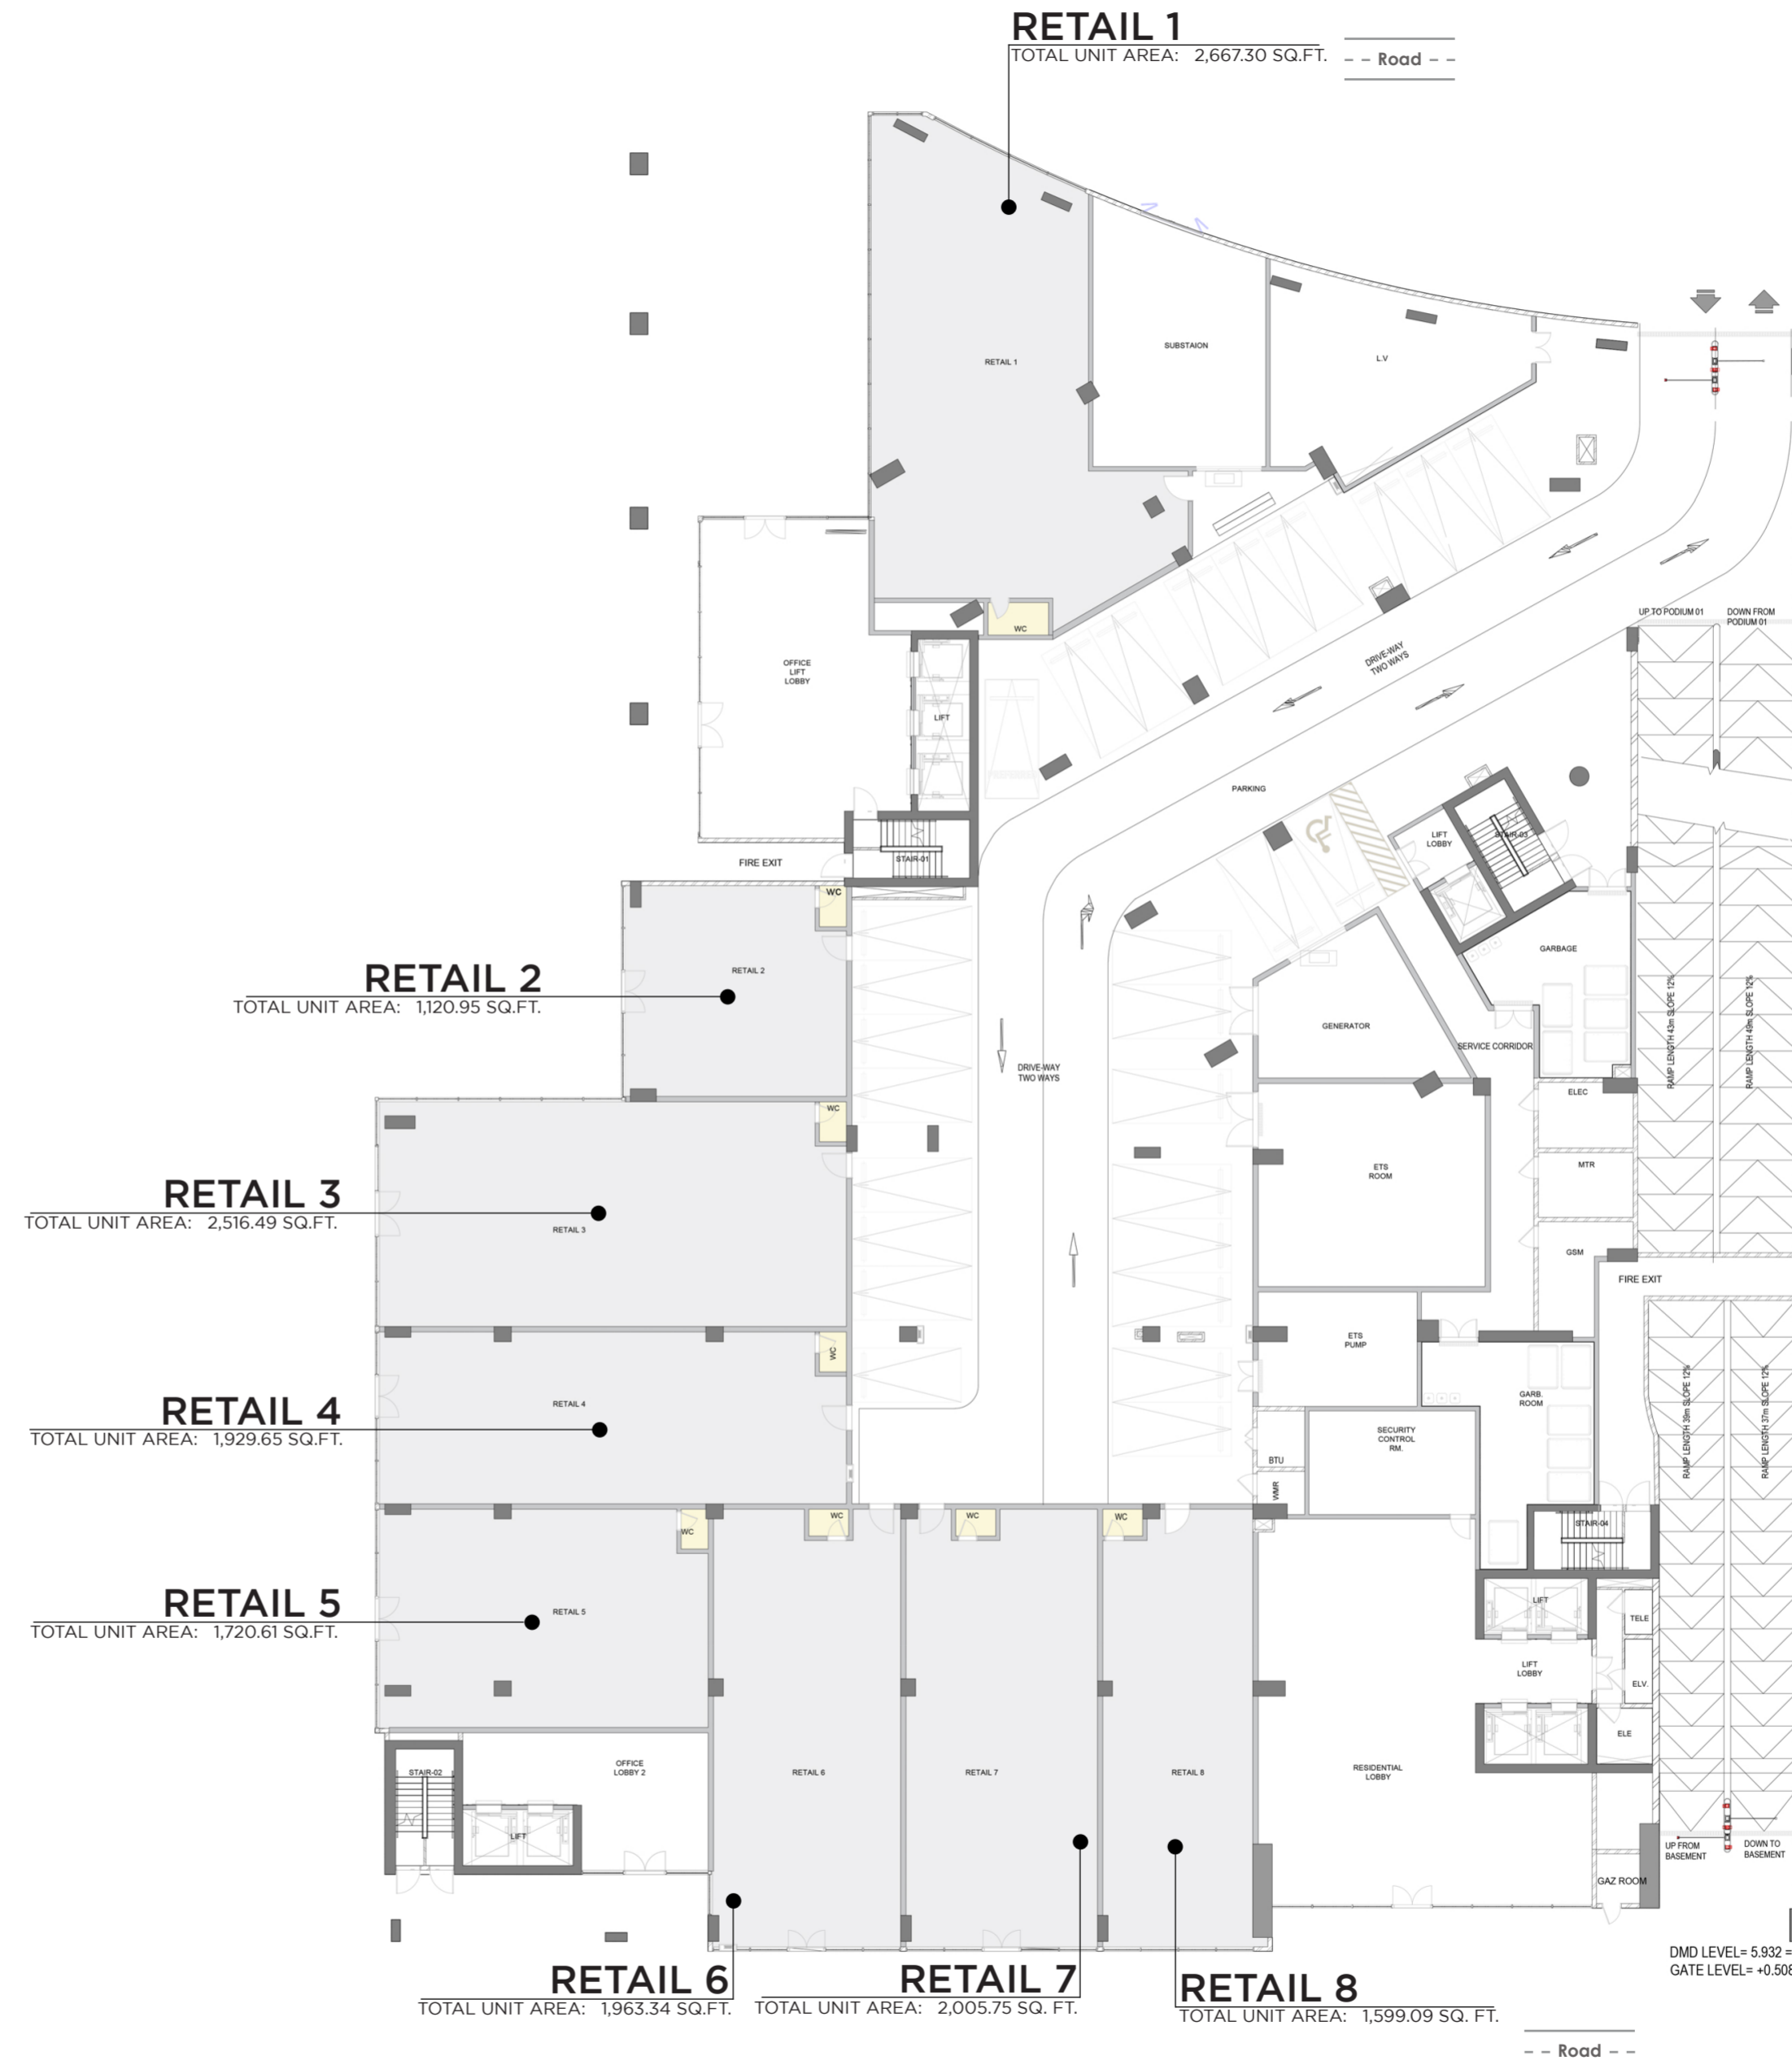 RETAIL 1
TOTAL UNIT AREA: 2,667.30 SQ.FT.
- - Road - -
RETAIL 1
SUBSTAION
L.V
WC
OFFICE
LIFT
LOBBY
LIFT
UP TO PODIUM 01
DOWN FROM
PODIUM 01
DRIVE-WAY
TWO WAYS
PARKING
LIFT
LOBBY
STAIR-03
STAIR-01
FIRE EXIT
WC
RETAIL 2
RETAIL 2
TOTAL UNIT AREA: 1,120.95 SQ.FT.
GARBAGE
GENERATOR
SERVICE CORRIDOR
RAMP LENGTH 43m SLOPE 12%
RAMP LENGTH 49m SLOPE 12%
DRIVE-WAY
TWO WAYS
ELEC
WC
MTR
ETS
ROOM
RETAIL 3
TOTAL UNIT AREA: 2,516.49 SQ.FT.
RETAIL 3
GSM
FIRE EXIT
WC
ETS
PUMP
RETAIL 4
TOTAL UNIT AREA: 1,929.65 SQ.FT.
RETAIL 4
GARB.
ROOM
RAMP LENGTH 39m SLOPE 12%
RAMP LENGTH 37m SLOPE 12%
SECURITY
CONTROL
RM.
BTU
WMR
WC
WC
WC
WC
STAIR-04
RETAIL 5
TOTAL UNIT AREA: 1,720.61 SQ.FT.
RETAIL 5
LIFT
TELE
LIFT
LOBBY
ELV.
ELE
STAIR-02
OFFICE
LOBBY 2
LIFT
RETAIL 6
RETAIL 7
RETAIL 8
RESIDENTIAL
LOBBY
UP FROM
BASEMENT
DOWN TO
BASEMENT
GAZ ROOM
DMD LEVEL= 5.932 =
GATE LEVEL= +0.508
RETAIL 6
TOTAL UNIT AREA: 1,963.34 SQ.FT.
RETAIL 7
TOTAL UNIT AREA: 2,005.75 SQ. FT.
RETAIL 8
TOTAL UNIT AREA: 1,599.09 SQ. FT.
- - Road - -